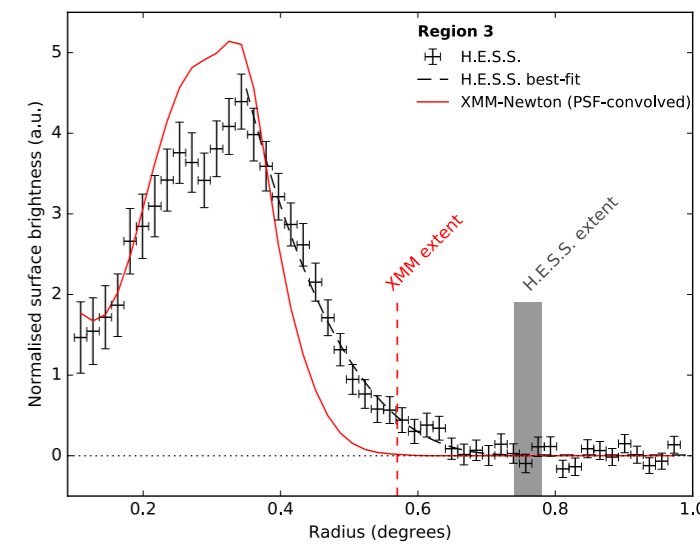 Region 3
H.E.S.S.
H.E.S.S. best-fit
XMM-Newton (PSF-convolved)
XMM extent
H.E.S.S. extent
Normalised surface brightness (a.u.)
5
4
3
2
1
0
0.2 0.4 0.6 0.8 1.0
Radius (degrees)